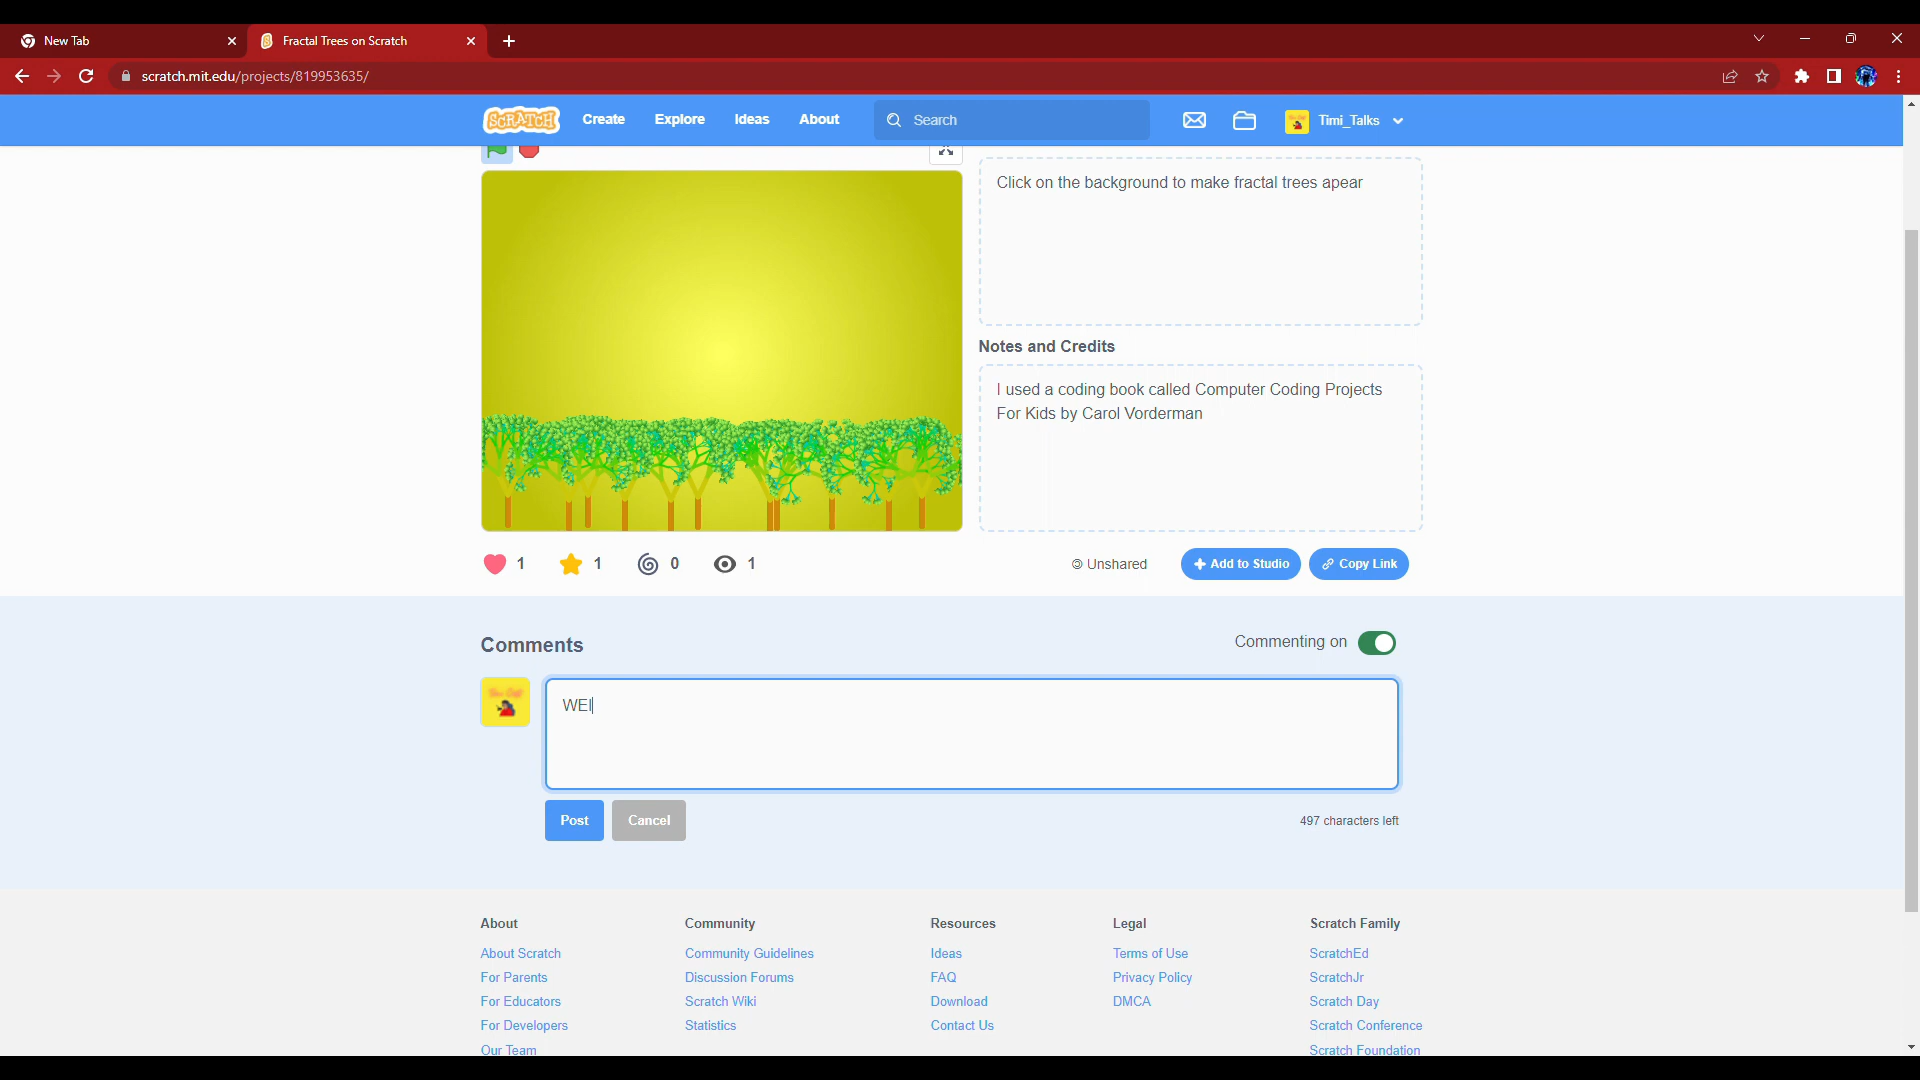 New Tab
Fractal Trees on Scratch
scratch.mit.edu/projects/819953635/
SCRATCH
Create
Explore
Ideas
About
Search
Timi_Talks
Click on the background to make fractal trees apear
Notes and Credits
I used a coding book called Computer Coding Projects
For Kids by Carol Vorderman
1
1
0
1
Unshared
Add to Studio
Copy Link
Comments
Commenting on
WEI
Post
Cancel
497 characters left
About
Community
Resources
Legal
Scratch Family
About Scratch
Community Guidelines
Ideas
Terms of Use
ScratchEd
For Parents
Discussion Forums
FAQ
Privacy Policy
ScratchJr
For Educators
Scratch Wiki
Download
DMCA
Scratch Day
For Developers
Statistics
Contact Us
Scratch Conference
Our Team
Scratch Foundation